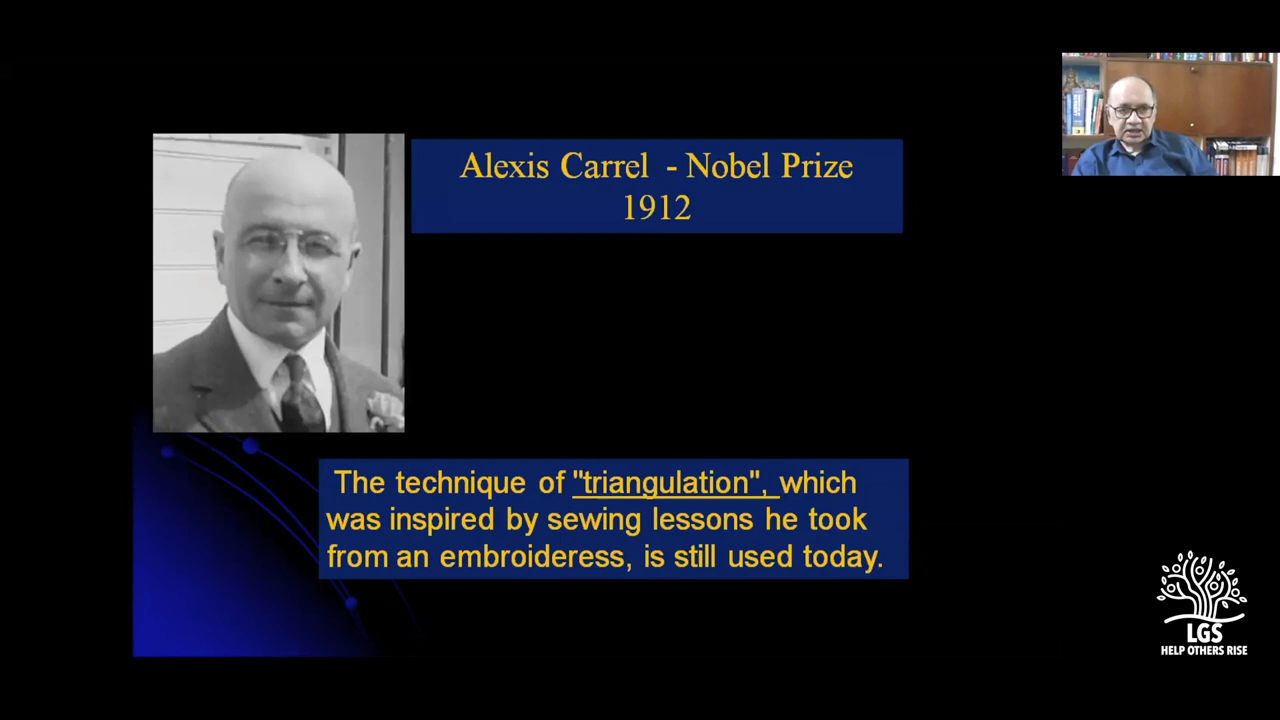 Alexis Carrel - Nobel Prize
1912
The technique of "triangulation", which
was inspired by sewing lessons he took
from an embroideress, is still used today.
LGS
HELP OTHERS RISE